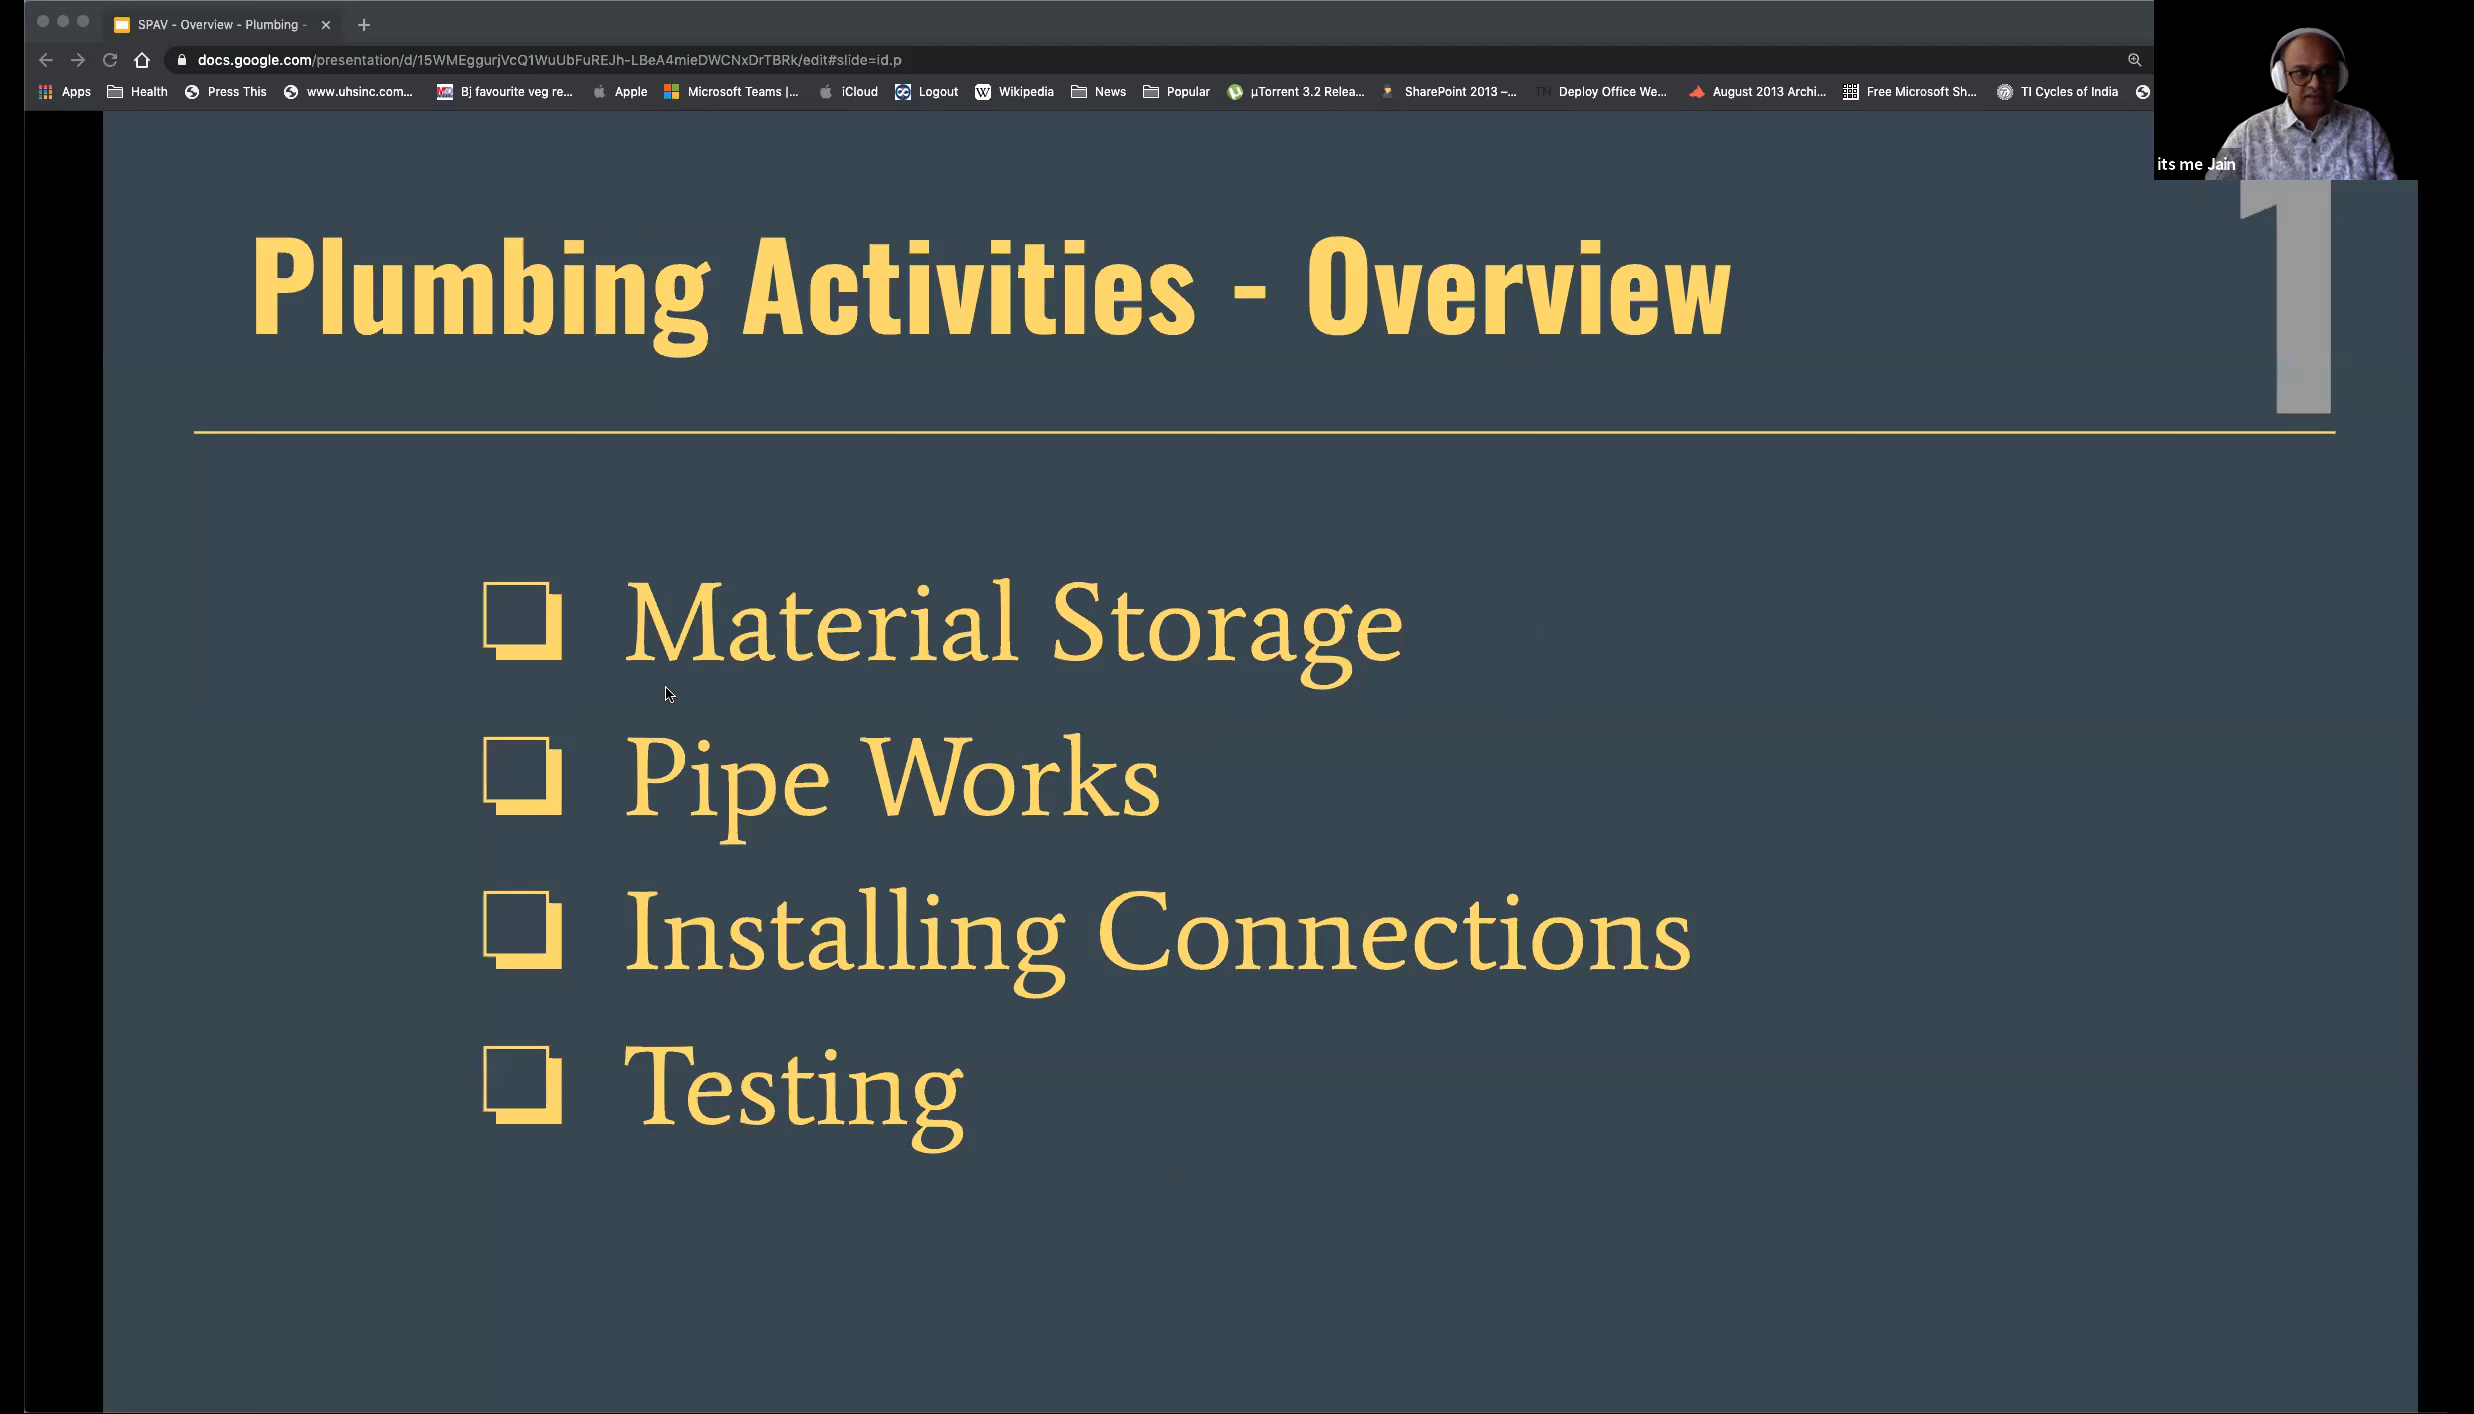 SPAV - Overview - Plumbing -
docs.google.com/presentation/d/15WMEggurjVcQ1WuUbFuREJh-LBeA4mieDWCNxDrTBRk/edit#slide=id.p
Apps Health Press This www.uhsinc.com... Bj favourite veg re... Apple Microsoft Teams |... iCloud Logout Wikipedia News Popular µTorrent 3.2 Relea... SharePoint 2013 –... TN Deploy Office We... August 2013 Archi... Free Microsoft Sh... TI Cycles of India
its me Jain
1
Plumbing Activities - Overview
Material Storage
Pipe Works
Installing Connections
Testing